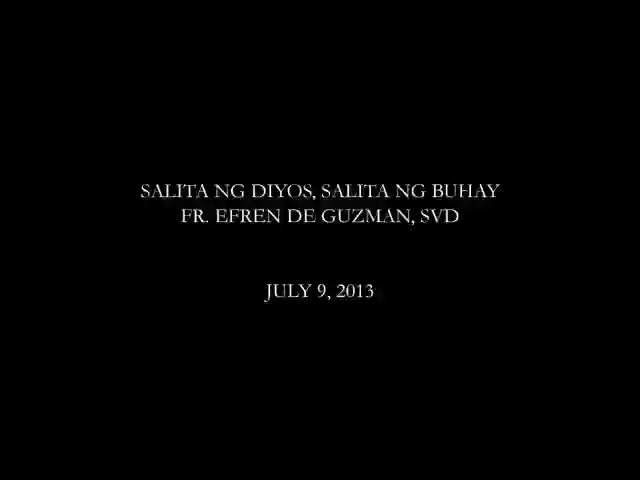 SALITA NG DIYOS, SALITA NG BUHAY
FR. EFREN DE GUZMAN, SVD
JULY 9, 2013